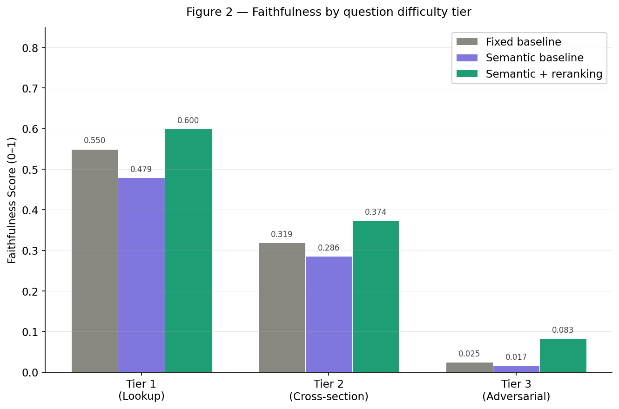 Figure 2 — Faithfulness by question difficulty tier
Fixed baseline
Semantic baseline
Semantic + reranking
Faithfulness Score (0–1)
0.8
0.7
0.6
0.5
0.4
0.3
0.2
0.1
0.0
0.550
0.479
0.600
0.319
0.286
0.374
0.025
0.017
0.083
Tier 1
(Lookup)
Tier 2
(Cross-section)
Tier 3
(Adversarial)